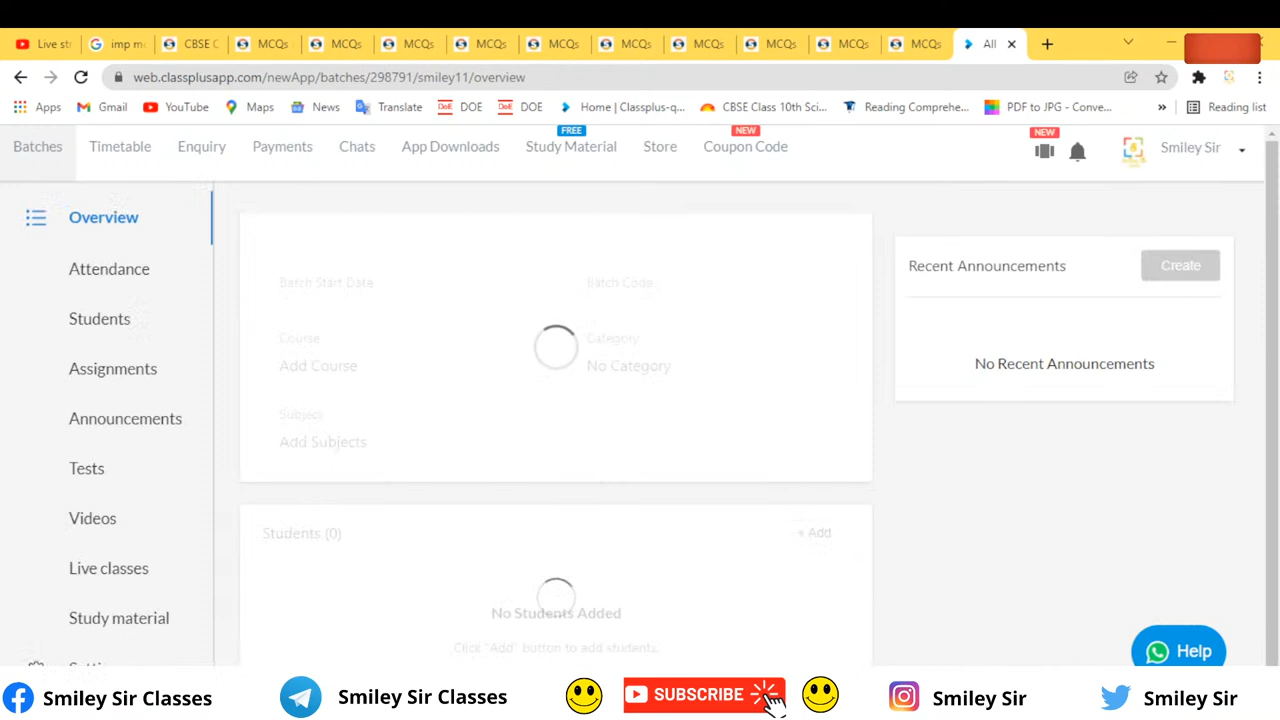 Live str
imp m
CBSE C
MCQs
MCQs
MCQs
MCQs
MCQs
MCQs
MCQs
MCQs
MCQs
MCQs
All
web.classplusapp.com/newApp/batches/298791/smiley11/overview
Apps
Gmail
YouTube
Maps
News
Translate
DoE DOE
DoE DOE
Home | Classplus-q...
CBSE Class 10th Sci...
Reading Comprehe...
PDF to JPG - Conve...
Reading list
Batches
Timetable
Enquiry
Payments
Chats
App Downloads
FREE
Study Material
Store
NEW
Coupon Code
NEW
Smiley Sir
Overview
Attendance
Students
Assignments
Announcements
Tests
Videos
Live classes
Study material
Batch Start Date
Batch Code
Course
Category
Add Course
No Category
Subject
Add Subjects
Students (0)
+ Add
No Students Added
Click "Add" button to add students.
Recent Announcements
Create
No Recent Announcements
Help
Smiley Sir Classes
Smiley Sir Classes
SUBSCRIBE
Smiley Sir
Smiley Sir